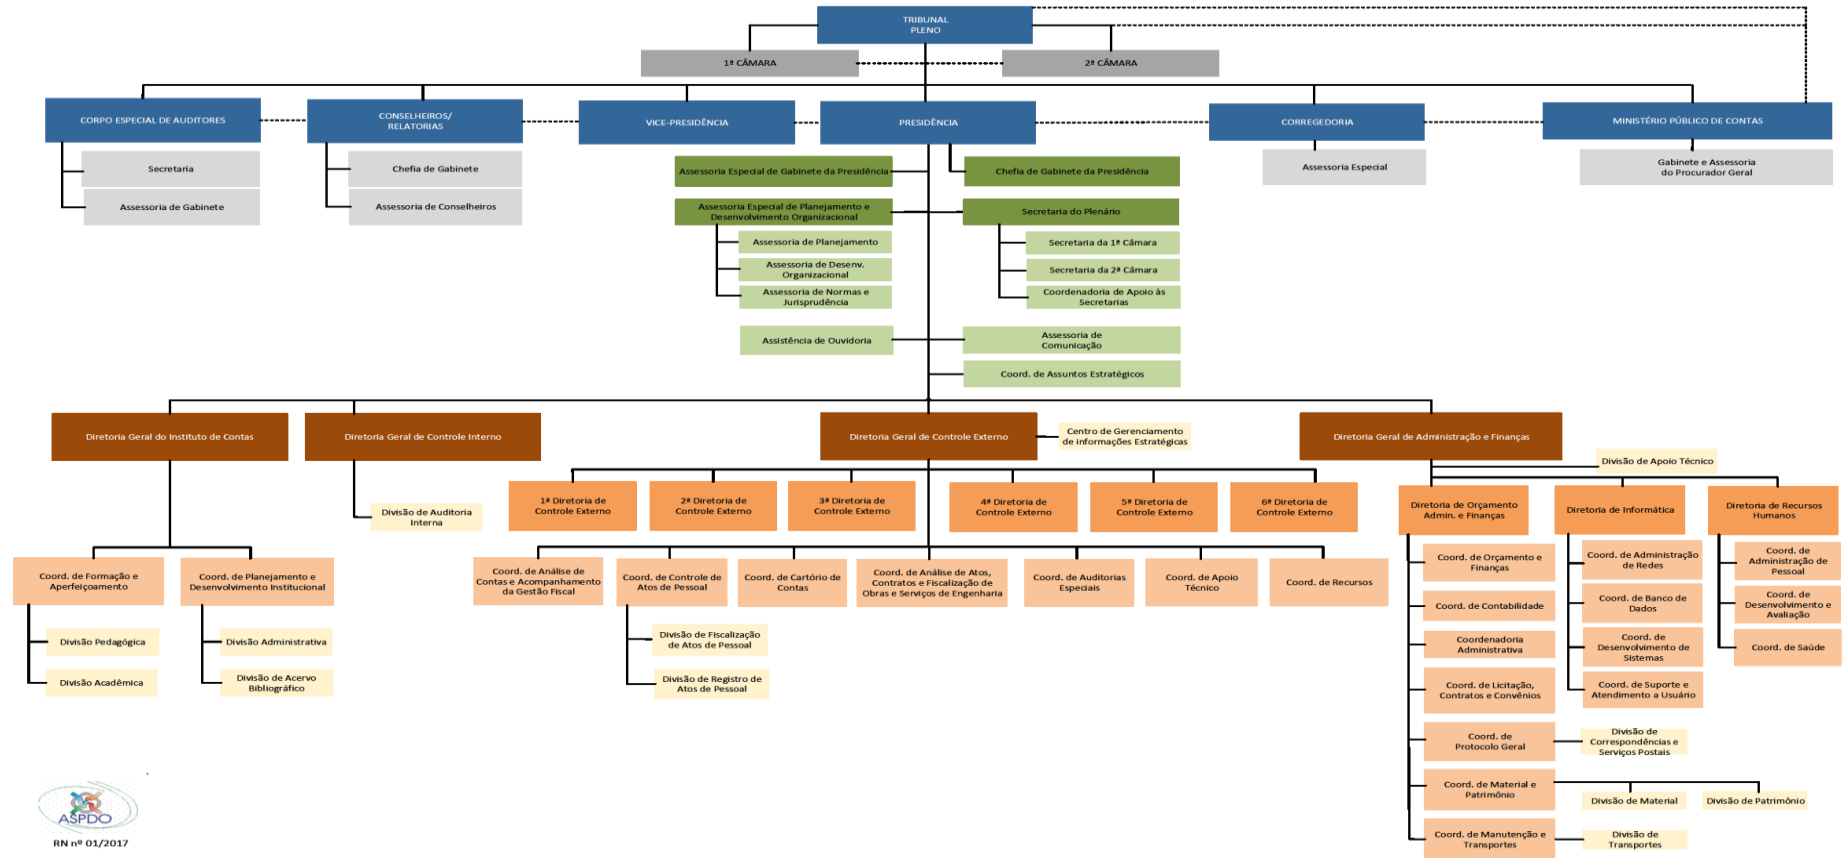 TRIBUNAL
PLENO
1ª CÂMARA
2ª CÂMARA
CORPO ESPECIAL DE AUDITORES
CONSELHEIROS/
RELATORIAS
VICE-PRESIDÊNCIA
PRESIDÊNCIA
CORREGEDORIA
MINISTÉRIO PÚBLICO DE CONTAS
Secretaria
Assessoria de Gabinete
Chefia de Gabinete
Assessoria de Conselheiros
Assessoria Especial
Gabinete e Assessoria
do Procurador Geral
Assessoria Especial de Gabinete da Presidência
Chefia de Gabinete da Presidência
Assessoria Especial de Planejamento e
Desenvolvimento Organizacional
Secretaria do Plenário
Assessoria de Planejamento
Assessoria de Desenv.
Organizacional
Assessoria de Normas e
Jurisprudência
Secretaria da 1ª Câmara
Secretaria da 2ª Câmara
Coordenadoria de Apoio às
Secretarias
Assistência de Ouvidoria
Assessoria de
Comunicação
Coord. de Assuntos Estratégicos
Diretoria Geral do Instituto de Contas
Diretoria Geral de Controle Interno
Diretoria Geral de Controle Externo
Centro de Gerenciamento
de informações Estratégicas
Diretoria Geral de Administração e Finanças
Divisão de Apoio Técnico
Divisão de Auditoria
Interna
1ª Diretoria de
Controle Externo
2ª Diretoria de
Controle Externo
3ª Diretoria de
Controle Externo
4ª Diretoria de
Controle Externo
5ª Diretoria de
Controle Externo
6ª Diretoria de
Controle Externo
Diretoria de Orçamento
Admin. e Finanças
Diretoria de Informática
Diretoria de Recursos
Humanos
Coord. de Formação e
Aperfeiçoamento
Coord. de Planejamento e
Desenvolvimento Institucional
Divisão Pedagógica
Divisão Acadêmica
Divisão Administrativa
Divisão de Acervo
Bibliográfico
Coord. de Análise de
Contas e Acompanhamento
da Gestão Fiscal
Coord. de Controle de
Atos de Pessoal
Coord. de Cartório de
Contas
Coord. de Análise de Atos,
Contratos e Fiscalização de
Obras e Serviços de Engenharia
Coord. de Auditorias
Especiais
Coord. de Apoio
Técnico
Coord. de Recursos
Divisão de Fiscalização
de Atos de Pessoal
Divisão de Registro de
Atos de Pessoal
Coord. de Orçamento e
Finanças
Coord. de Contabilidade
Coordenadoria
Administrativa
Coord. de Licitação,
Contratos e Convênios
Coord. de
Protocolo Geral
Divisão de
Correspondências e
Serviços Postais
Coord. de Material e
Patrimônio
Divisão de Material
Divisão de Patrimônio
Coord. de Manutenção e
Transportes
Divisão de
Transportes
Coord. de Administração
de Redes
Coord. de Banco de
Dados
Coord. de
Desenvolvimento de
Sistemas
Coord. de Suporte e
Atendimento a Usuário
Coord. de
Administração de
Pessoal
Coord. de
Desenvolvimento e
Avaliação
Coord. de Saúde
ASPDO
RN nº 01/2017